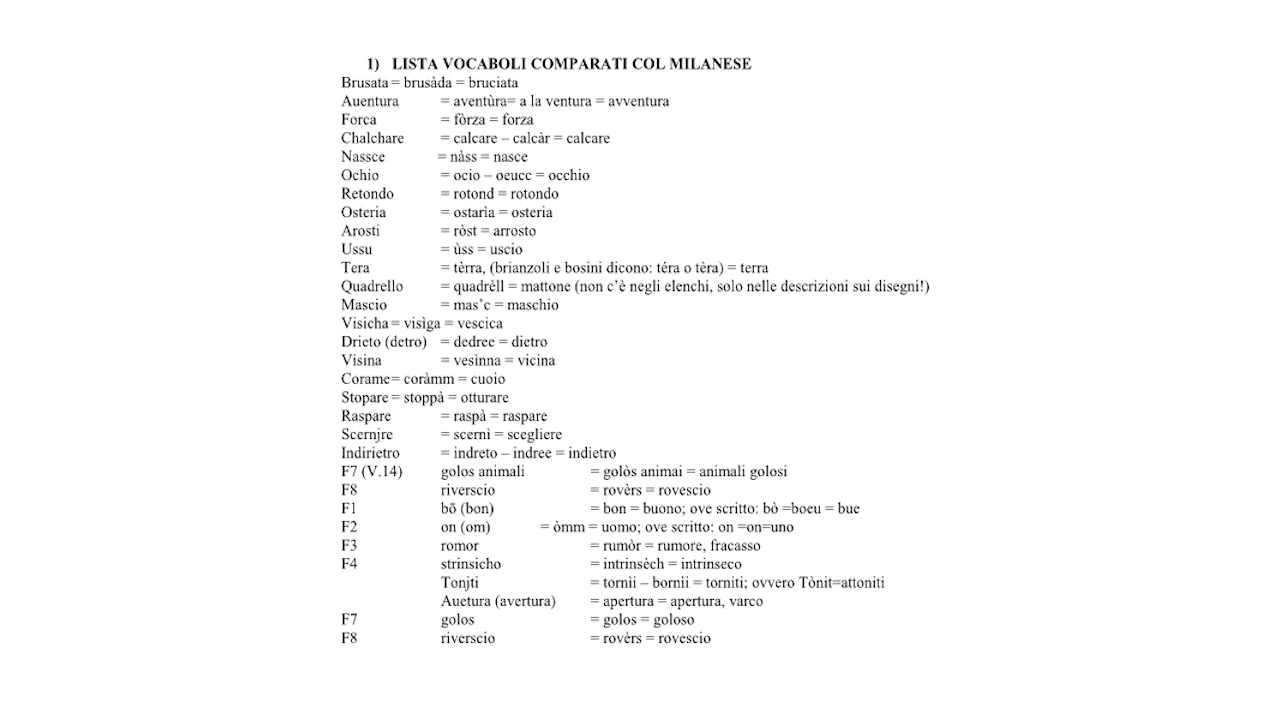 1) LISTA VOCABOLI COMPARATI COL MILANESE
Brusata = brusàda = bruciata
Auentura = aventùra= a la ventura = avventura
Forca = fòrza = forza
Chalchare = calcare – calcàr = calcare
Nassce = nàss = nasce
Ochio = ocio – oeucc = occhio
Retondo = rotond = rotondo
Osteria = ostarìa = osteria
Arosti = ròst = arrosto
Ussu = ùss = uscio
Tera = tèrra, (brianzoli e bosini dicono: téra o tèra) = terra
Quadrello = quadrèll = mattone (non c’è negli elenchi, solo nelle descrizioni sui disegni!)
Mascio = mas’c = maschio
Visicha = visìga = vescica
Drieto (detro) = dedree = dietro
Visina = vesìnna = vicina
Corame= coràmm = cuoio
Stopare = stoppà = otturare
Raspare = raspà = raspare
Scernjre = scernì = scegliere
Indirietro = indreto – indree = indietro
F7 (V.14) golos animali = golòs animai = animali golosi
F8 riverscio = rovèrs = rovescio
F1 bō (bon) = bon = buono; ove scritto: bò =boeu = bue
F2 on (om) = òmm = uomo; ove scritto: on =on=uno
F3 romor = rumòr = rumore, fracasso
F4 strinsicho = intrinsèch = intrinseco
Tonjti = tornìi – bornìi = torniti; ovvero Tònit=attoniti
Auetura (avertura) = apertura = apertura, varco
F7 golos = golos = goloso
F8 riverscio = rovèrs = rovescio